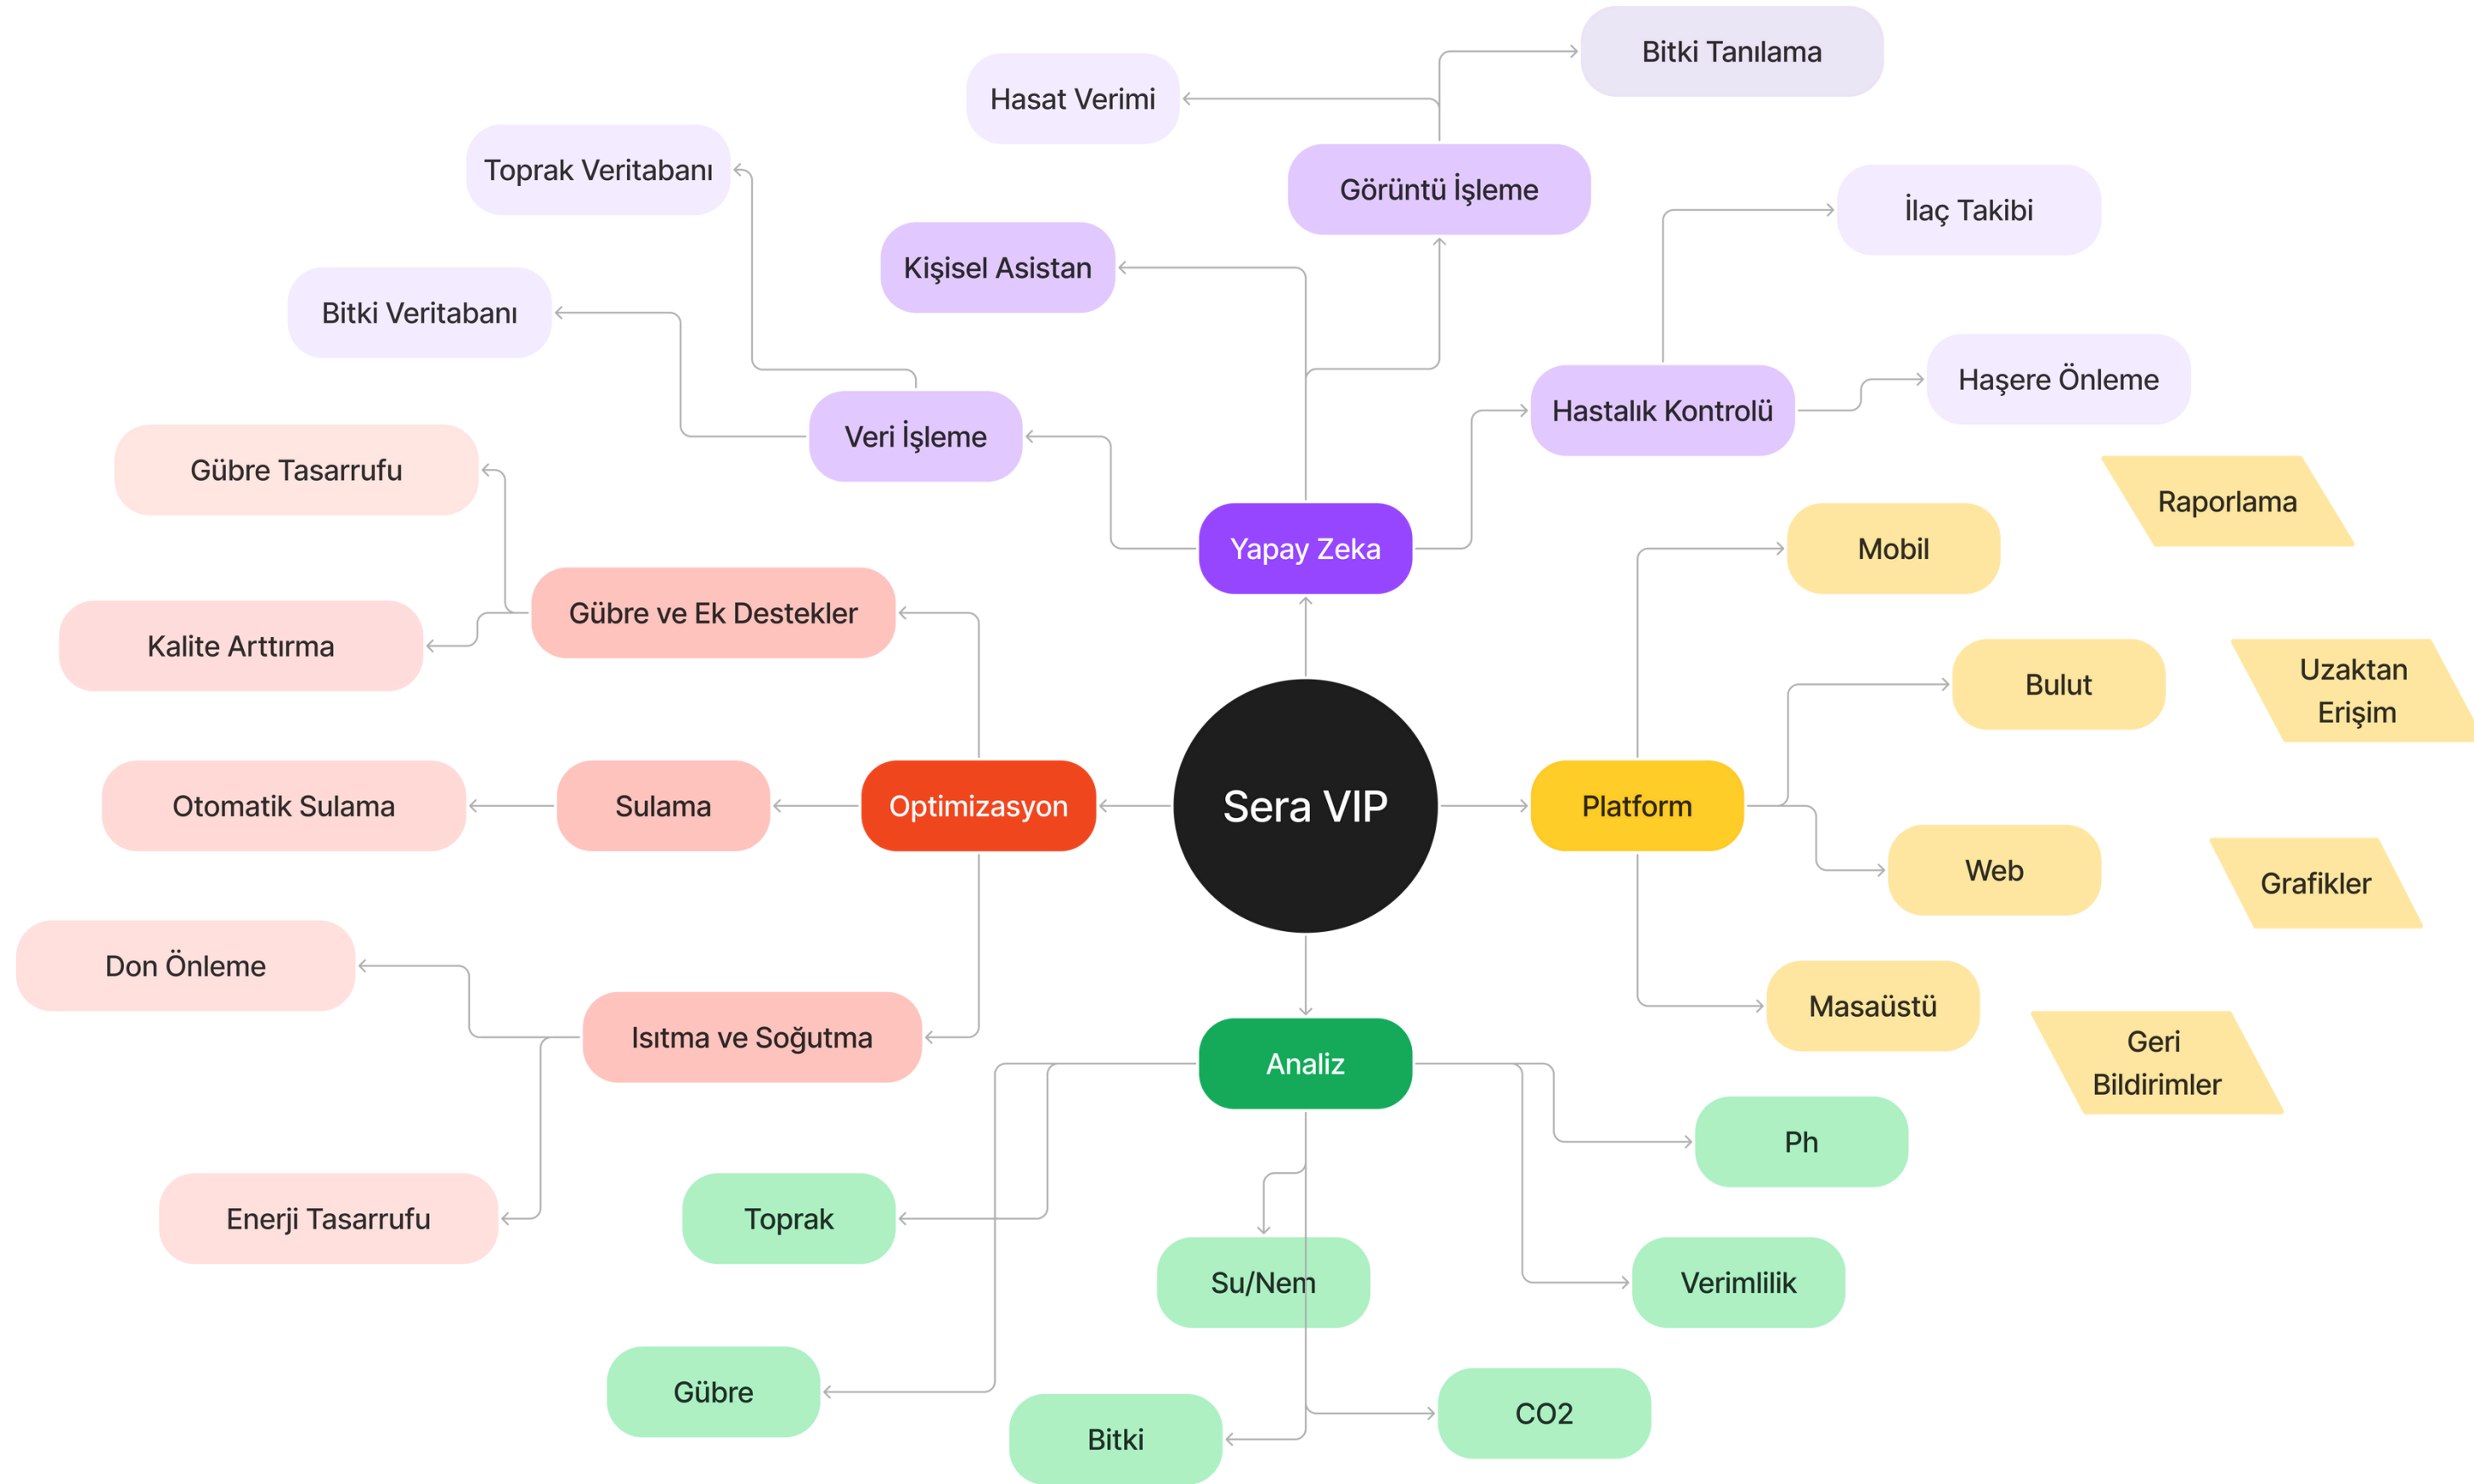 Bitki Tanılama
Hasat Verimi
Toprak Veritabanı
Görüntü İşleme
İlaç Takibi
Kişisel Asistan
Bitki Veritabanı
Haşere Önleme
Hastalık Kontrolü
Veri İşleme
Gübre Tasarrufu
Raporlama
Yapay Zeka
Mobil
Gübre ve Ek Destekler
Kalite Arttırma
Uzaktan
Erişim
Bulut
Otomatik Sulama
Sulama
Optimizasyon
Sera VIP
Platform
Web
Grafikler
Don Önleme
Masaüstü
Isıtma ve Soğutma
Geri
Bildirimler
Analiz
Ph
Enerji Tasarrufu
Toprak
Su/Nem
Verimlilik
Gübre
CO2
Bitki